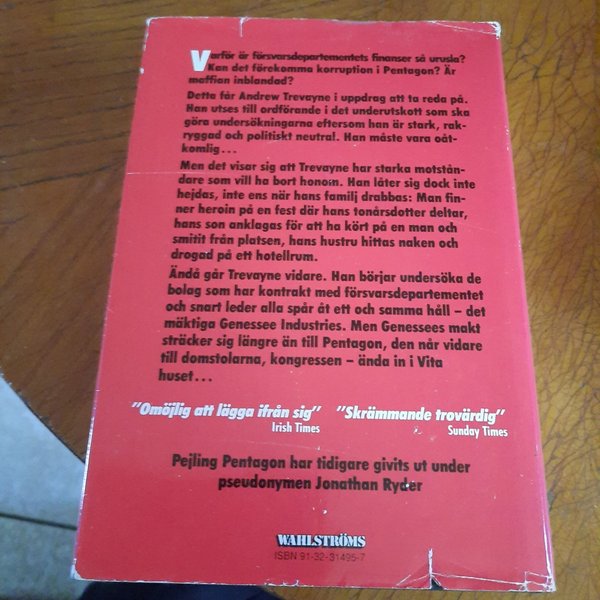 Varför är försvarsdepartementets finanser så urusla?
Kan det förekomma korruption i Pentagon? Är
maffian inblandad?
Detta får Andrew Trevayne i uppdrag att ta reda på.
Han utses till ordförande i det underutskott som ska
göra undersökningarna eftersom han är stark, rak-
ryggad och politiskt neutral. Han måste vara oåt-
komlig...
Men det visar sig att Trevayne har starka motstån-
dare som vill ha bort honom. Han låter sig dock inte
hejdas, inte ens när hans familj drabbas: Man fin-
ner heroin på en fest där hans tonårsdotter deltar,
hans son anklagas för att ha kört på en man och
smitit från platsen, hans hustru hittas naken och
drogad på ett hotellrum.
Ändå går Trevayne vidare. Han börjar undersöka de
bolag som har kontrakt med försvarsdepartementet
och snart leder alla spår åt ett och samma håll – det
mäktiga Genessee Industries. Men Genessees makt
sträcker sig längre än till Pentagon, den når vidare
till domstolarna, kongressen – ända in i Vita
huset...
"Omöjlig att lägga ifrån sig" "Skrämmande trovärdig"
Irish Times Sunday Times
Pejling Pentagon har tidigare givits ut under
pseudonymen Jonathan Ryder
WAHLSTRÖMS
ISBN 91-32-31495-7